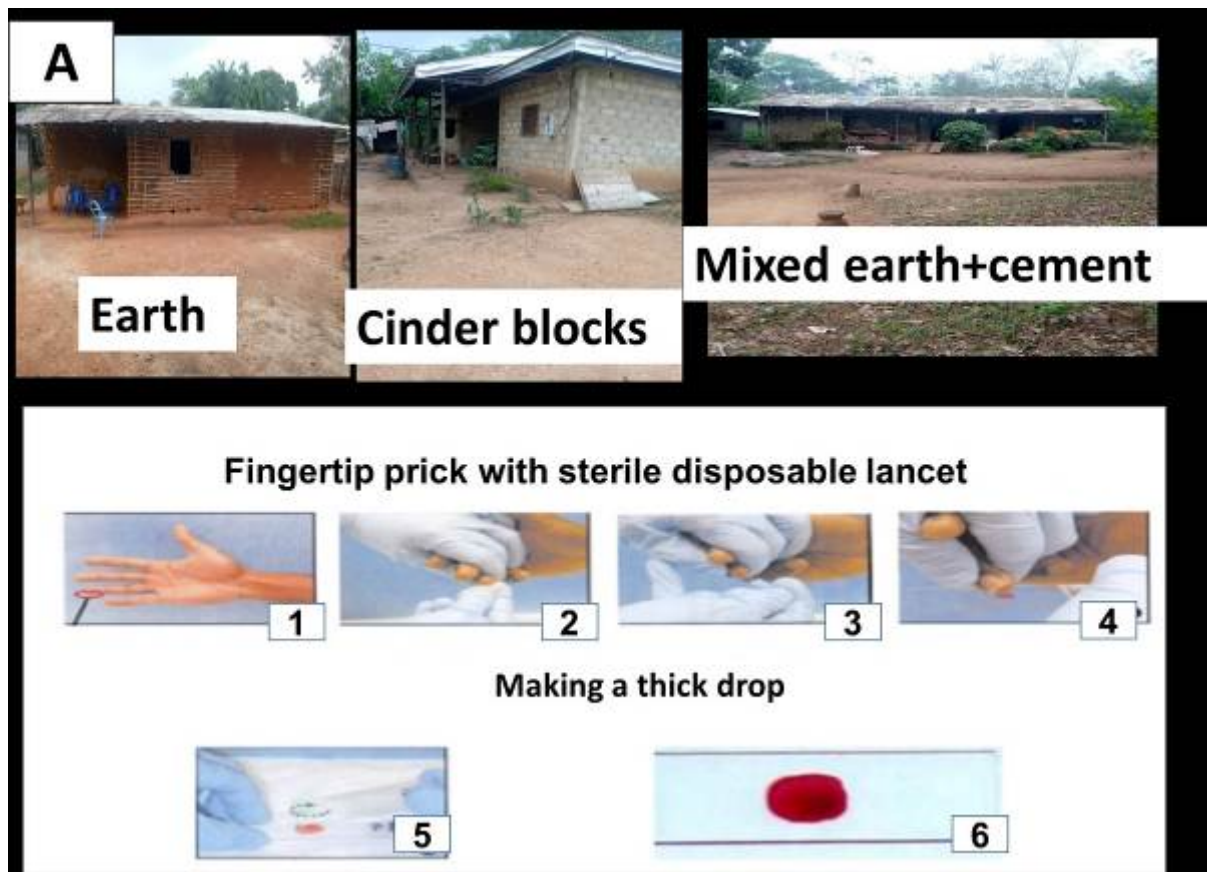 A
Earth
Cinder blocks
Mixed earth+cement
Fingertip prick with sterile disposable lancet
1
2
3
4
Making a thick drop
5
6